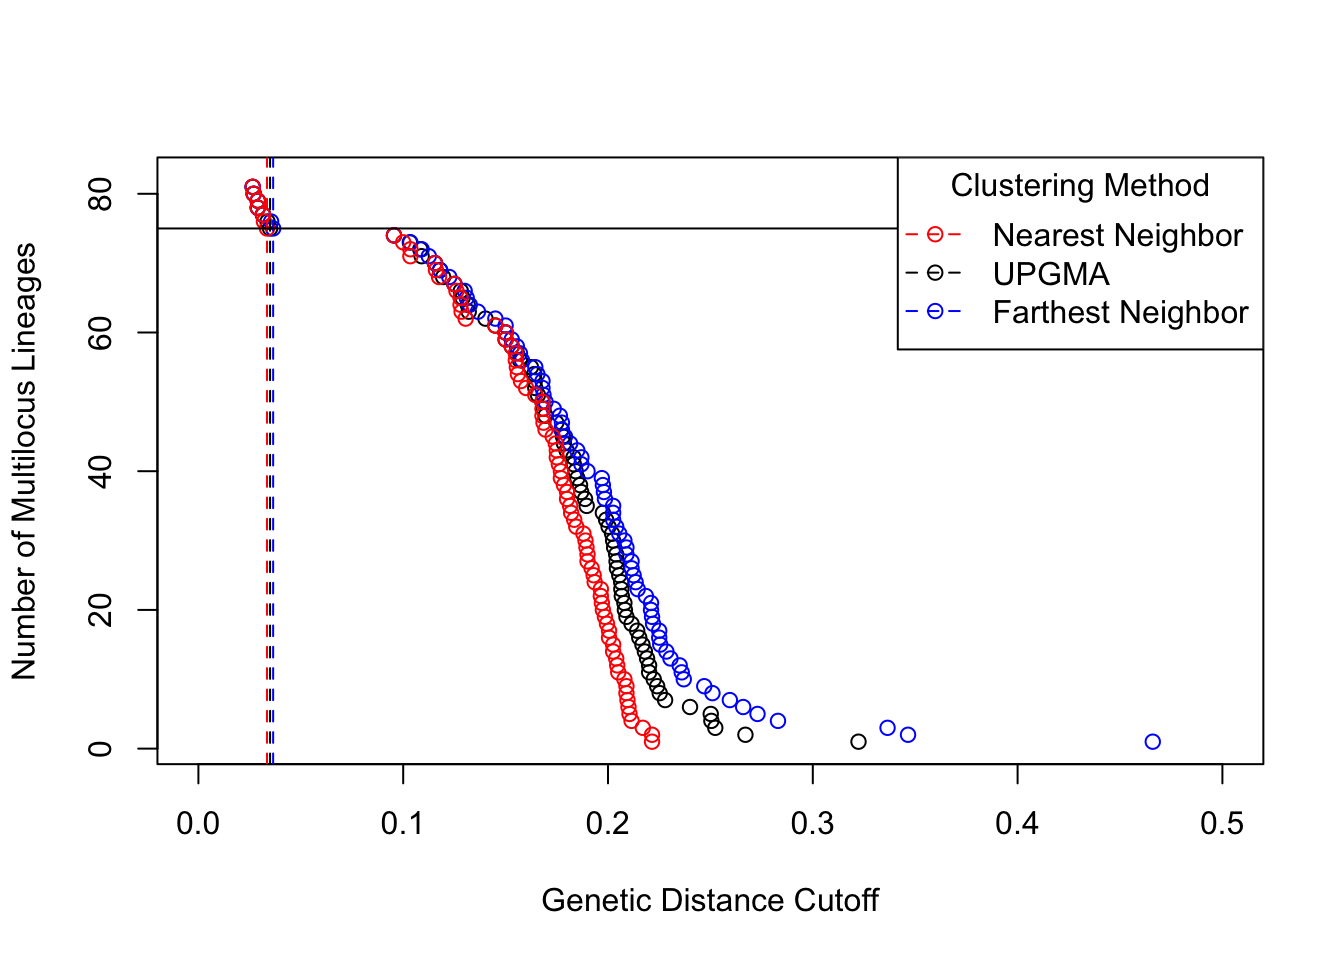 Clustering Method
Nearest Neighbor
UPGMA
Farthest Neighbor
Number of Multilocus Lineages
80
60
40
20
0
0.0 0.1 0.2 0.3 0.4 0.5
Genetic Distance Cutoff